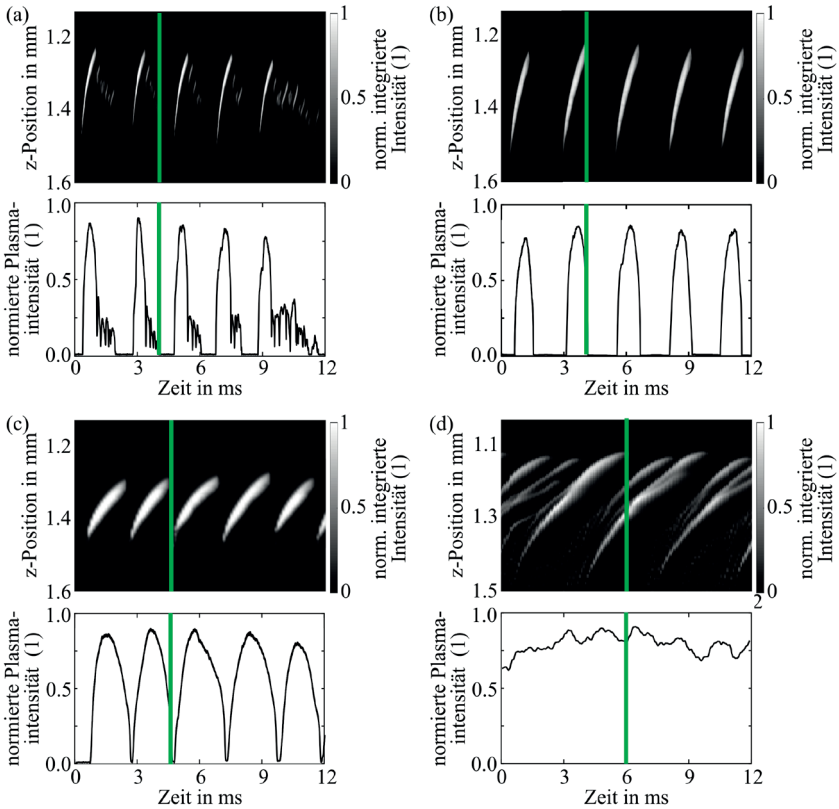 (a)
1.2
1.4
1.6
z-Position in mm
1
0.5
0
norm. integrierte
Intensität (1)
1.0
0.5
0.0
normierte Plasma-
intensität (1)
0 3 6 9 12
Zeit in ms
(b)
1.2
1.4
1.6
z-Position in mm
1
0.5
0
norm. integrierte
Intensität (1)
1.0
0.5
0.0
normierte Plasma-
intensität (1)
0 3 6 9 12
Zeit in ms
(c)
1.2
1.4
1.6
z-Position in mm
1
0.5
0
norm. integrierte
Intensität (1)
1.0
0.5
0.0
normierte Plasma-
intensität (1)
0 3 6 9 12
Zeit in ms
(d)
1.1
1.3
1.5
z-Position in mm
1
0.5
0
2
norm. integrierte
Intensität (1)
1.0
0.5
0.0
normierte Plasma-
intensität (1)
0 3 6 9 12
Zeit in ms